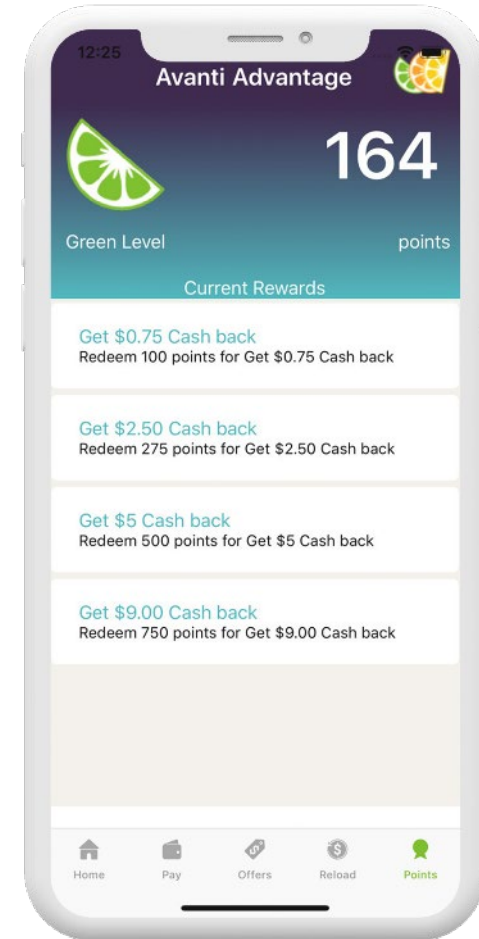 12:25
Avanti Advantage
164
Green Level
points
Current Rewards
Get $0.75 Cash back
Redeem 100 points for Get $0.75 Cash back
Get $2.50 Cash back
Redeem 275 points for Get $2.50 Cash back
Get $5 Cash back
Redeem 500 points for Get $5 Cash back
Get $9.00 Cash back
Redeem 750 points for Get $9.00 Cash back
Home Pay Offers Reload Points